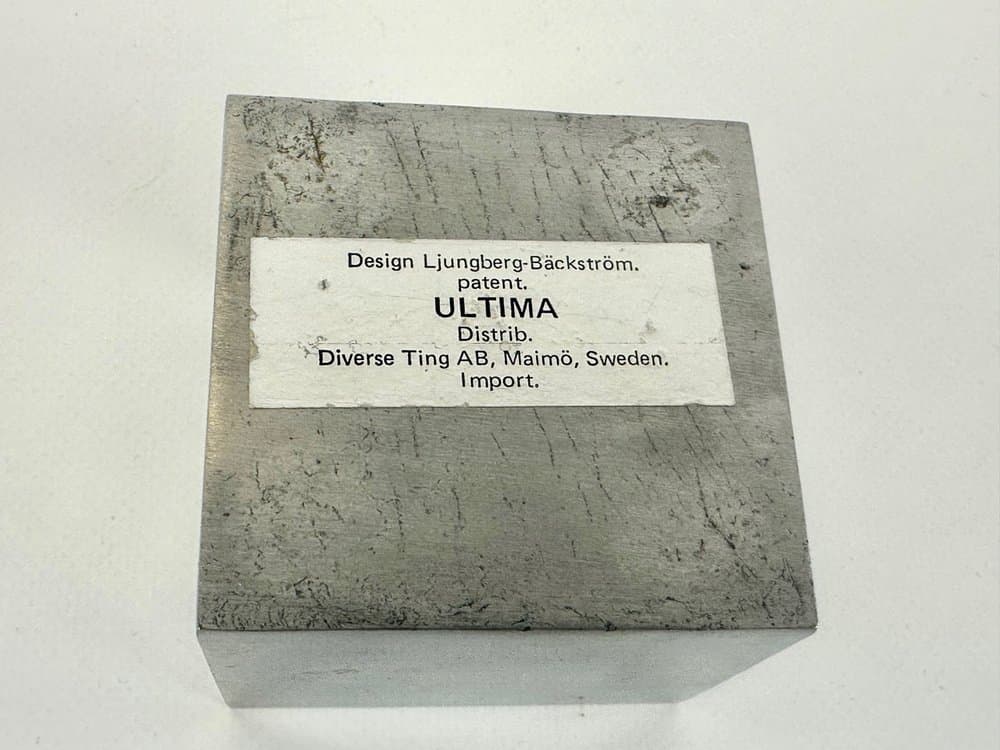 Design Ljungberg-Bäckström.
patent.
ULTIMA
Distrib.
Diverse Ting AB, Maimö, Sweden.
Import.